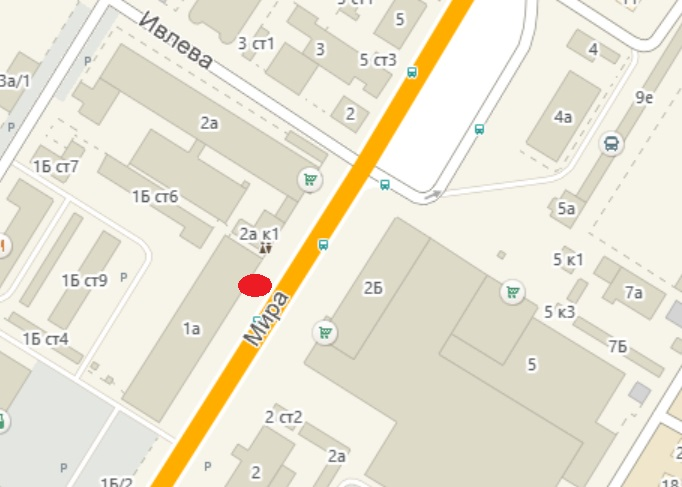 Ивлева
3 ст1
3
5
5 ст3
2
4
9е
4а
3а/1
P
P
2а
1Б ст7
1Б ст6
2а к1
5а
5 к1
7а
1Б ст9
P
2Б
5 к3
7Б
1а
Мира
1Б ст4
5
2 ст2
2а
2
P
P
1Б/2